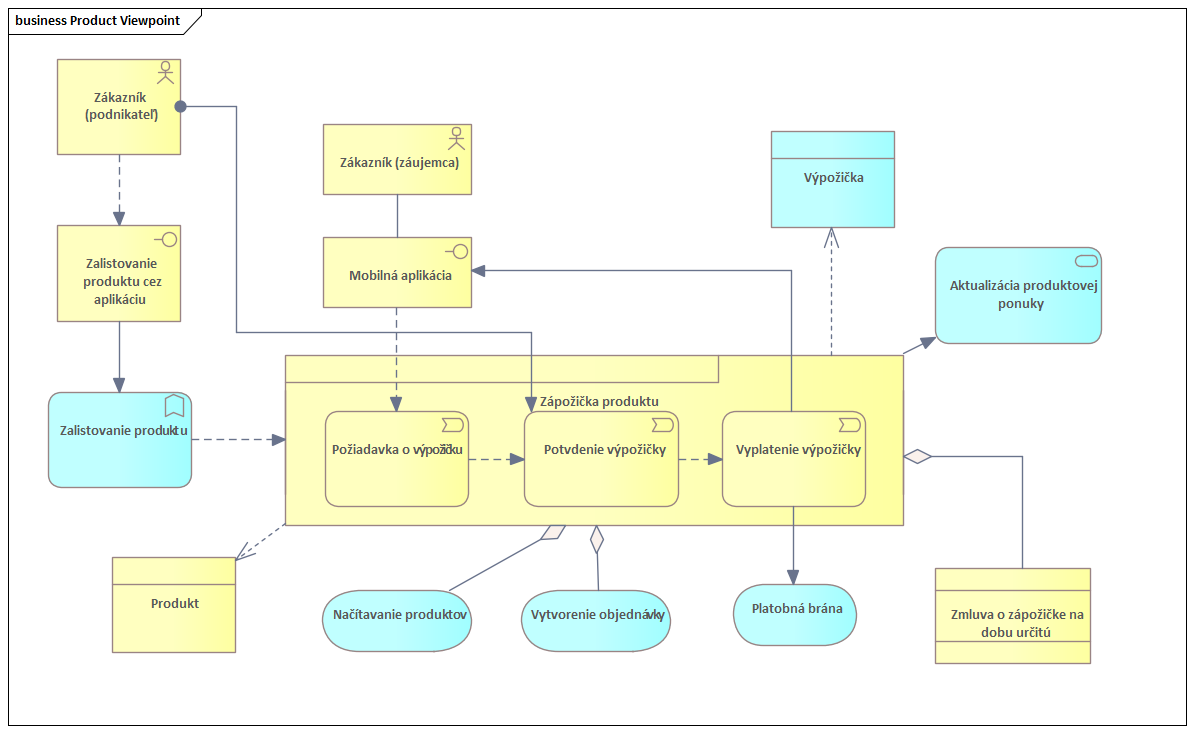 business Product Viewpoint
Zákazník
(podnikateľ)
Zákazník (záujemca)
Výpožička
Zalistovanie
produktu cez
aplikáciu
Mobilná aplikácia
Aktualizácia produktovej
ponuky
Zápožička produktu
Zalistovanie produktu
Požiadavka o výpožičku
Potvdenie výpožičky
Vyplatenie výpožičky
Produkt
Načítavanie produktov
Vytvorenie objednávky
Platobná brána
Zmluva o zápožičke na
dobu určitú